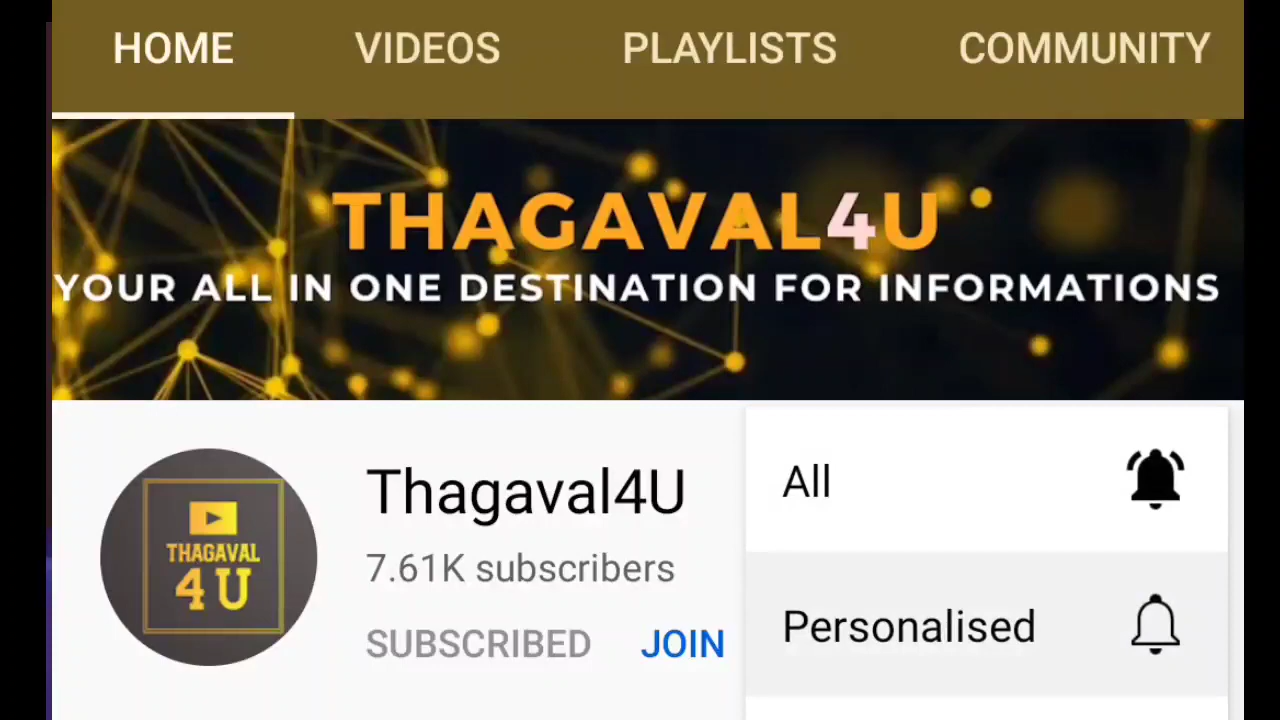 HOME VIDEOS PLAYLISTS COMMUNITY
THAGAVAL4U
YOUR ALL IN ONE DESTINATION FOR INFORMATIONS
THAGAVAL
4 U
Thagaval4U
7.61K subscribers
SUBSCRIBED JOIN
All
Personalised